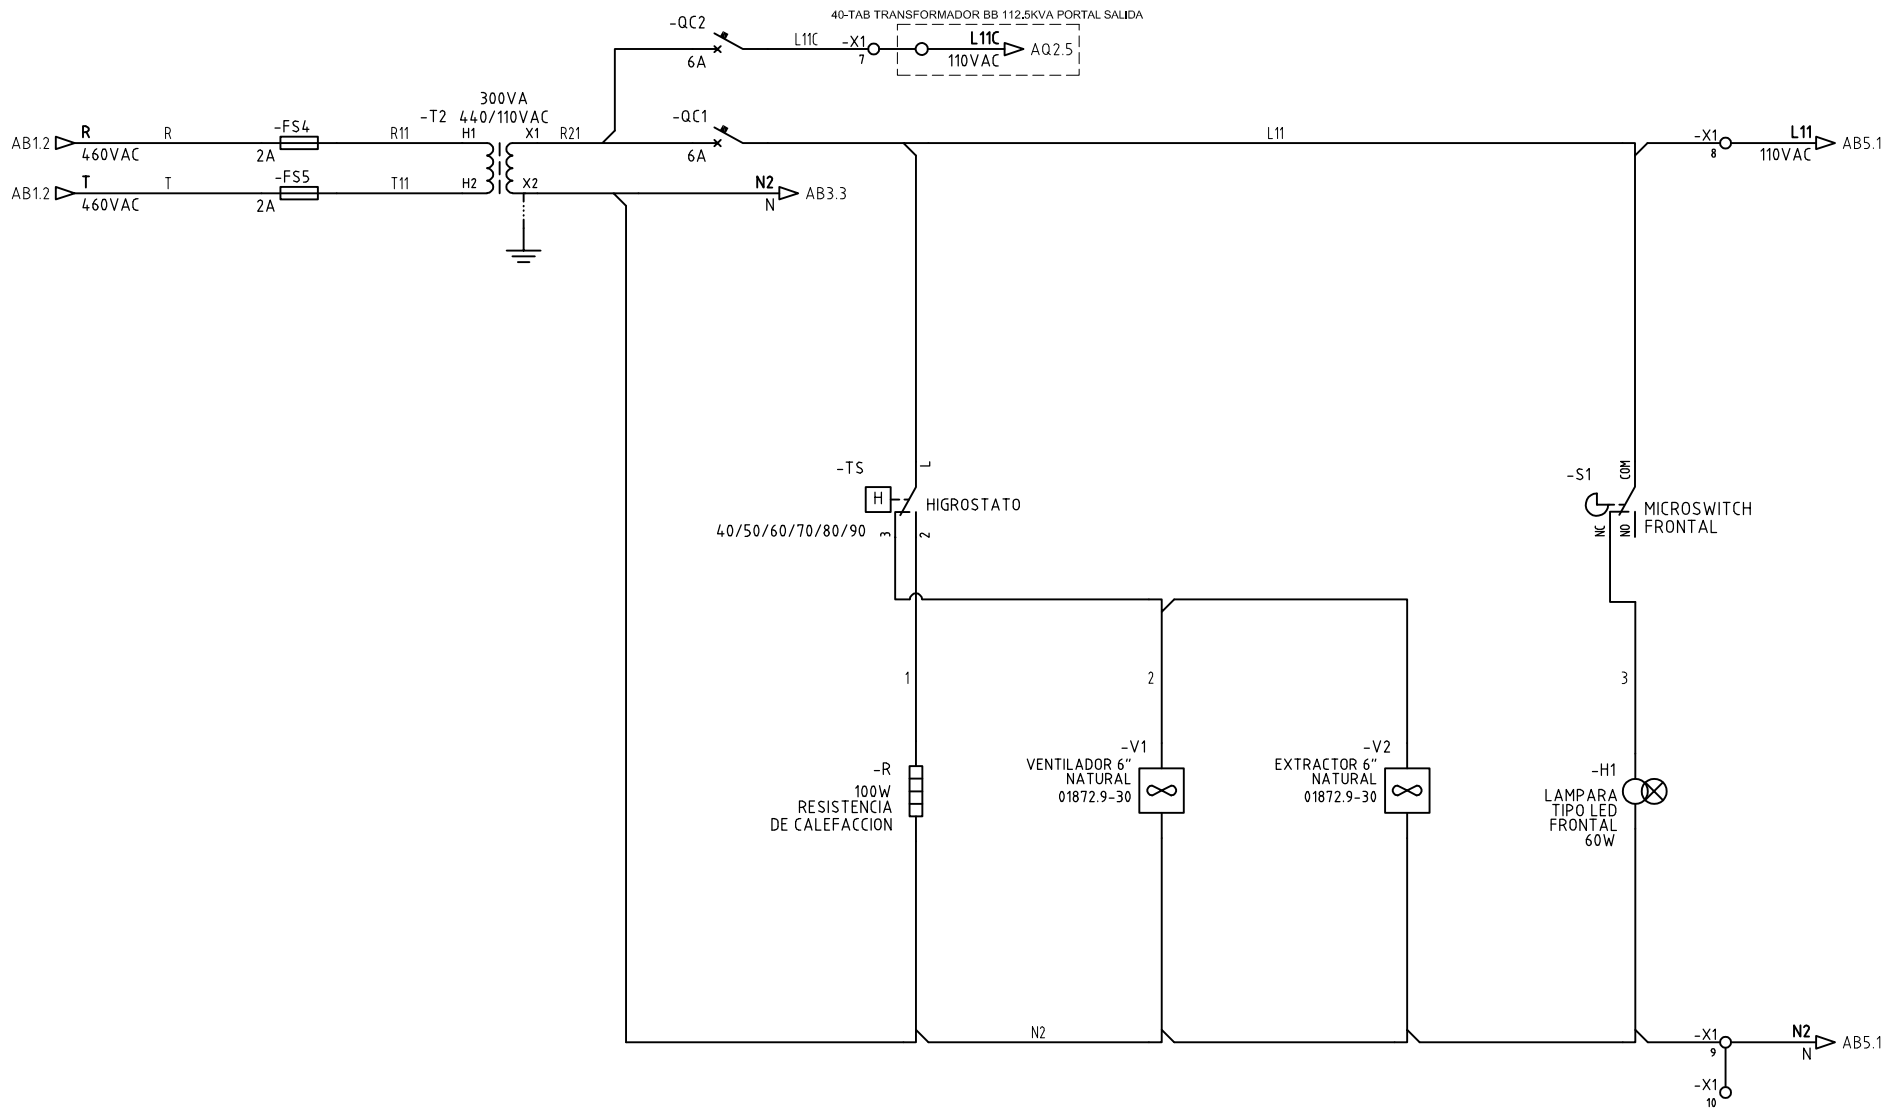 40-TAB TRANSFORMADOR BB 112.5KVA PORTAL SALIDA
-QC2
6A
L11C
-X1
7
L11C
110VAC
AQ2.5
300VA
440/110VAC
-T2
AB1.2
R
460VAC
R
-FS4
2A
R11
H1
X1
R21
-QC1
6A
L11
-X1
8
L11
110VAC
AB5.1
AB1.2
T
460VAC
T
-FS5
2A
T11
H2
X2
N2
N
AB3.3
-TS
L
H
HIGROSTATO
40/50/60/70/80/90
3
2
-S1
COM
MICROSWITCH
FRONTAL
NC
NO
1
2
3
-R
100W
RESISTENCIA
DE CALEFACCION
-V1
VENTILADOR 6"
NATURAL
01872.9-30
-V2
EXTRACTOR 6"
NATURAL
01872.9-30
-H1
LAMPARA
TIPO LED
FRONTAL
60W
N2
-X1
9
N2
N
AB5.1
-X1
10